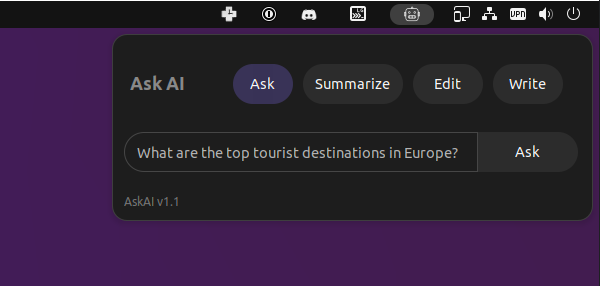 VPN
Ask AI
Ask
Summarize
Edit
Write
What are the top tourist destinations in Europe?
Ask
AskAI v1.1